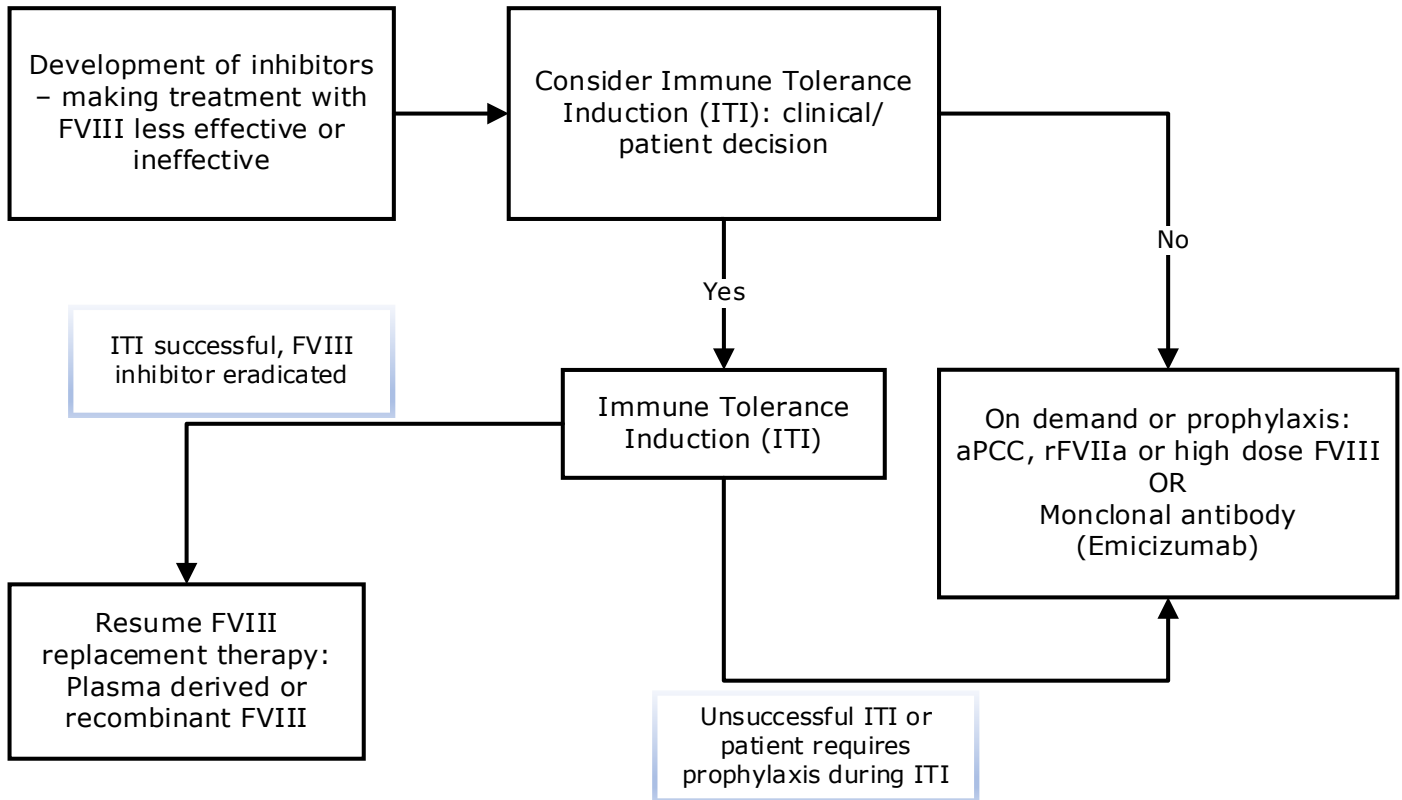 Development of inhibitors
– making treatment with
FVIII less effective or
ineffective
Consider Immune Tolerance
Induction (ITI): clinical/
patient decision
No
Yes
ITI successful, FVIII
inhibitor eradicated
Immune Tolerance
Induction (ITI)
On demand or prophylaxis:
aPCC, rFVIIa or high dose FVIII
OR
Monclonal antibody
(Emicizumab)
Resume FVIII
replacement therapy:
Plasma derived or
recombinant FVIII
Unsuccessful ITI or
patient requires
prophylaxis during ITI